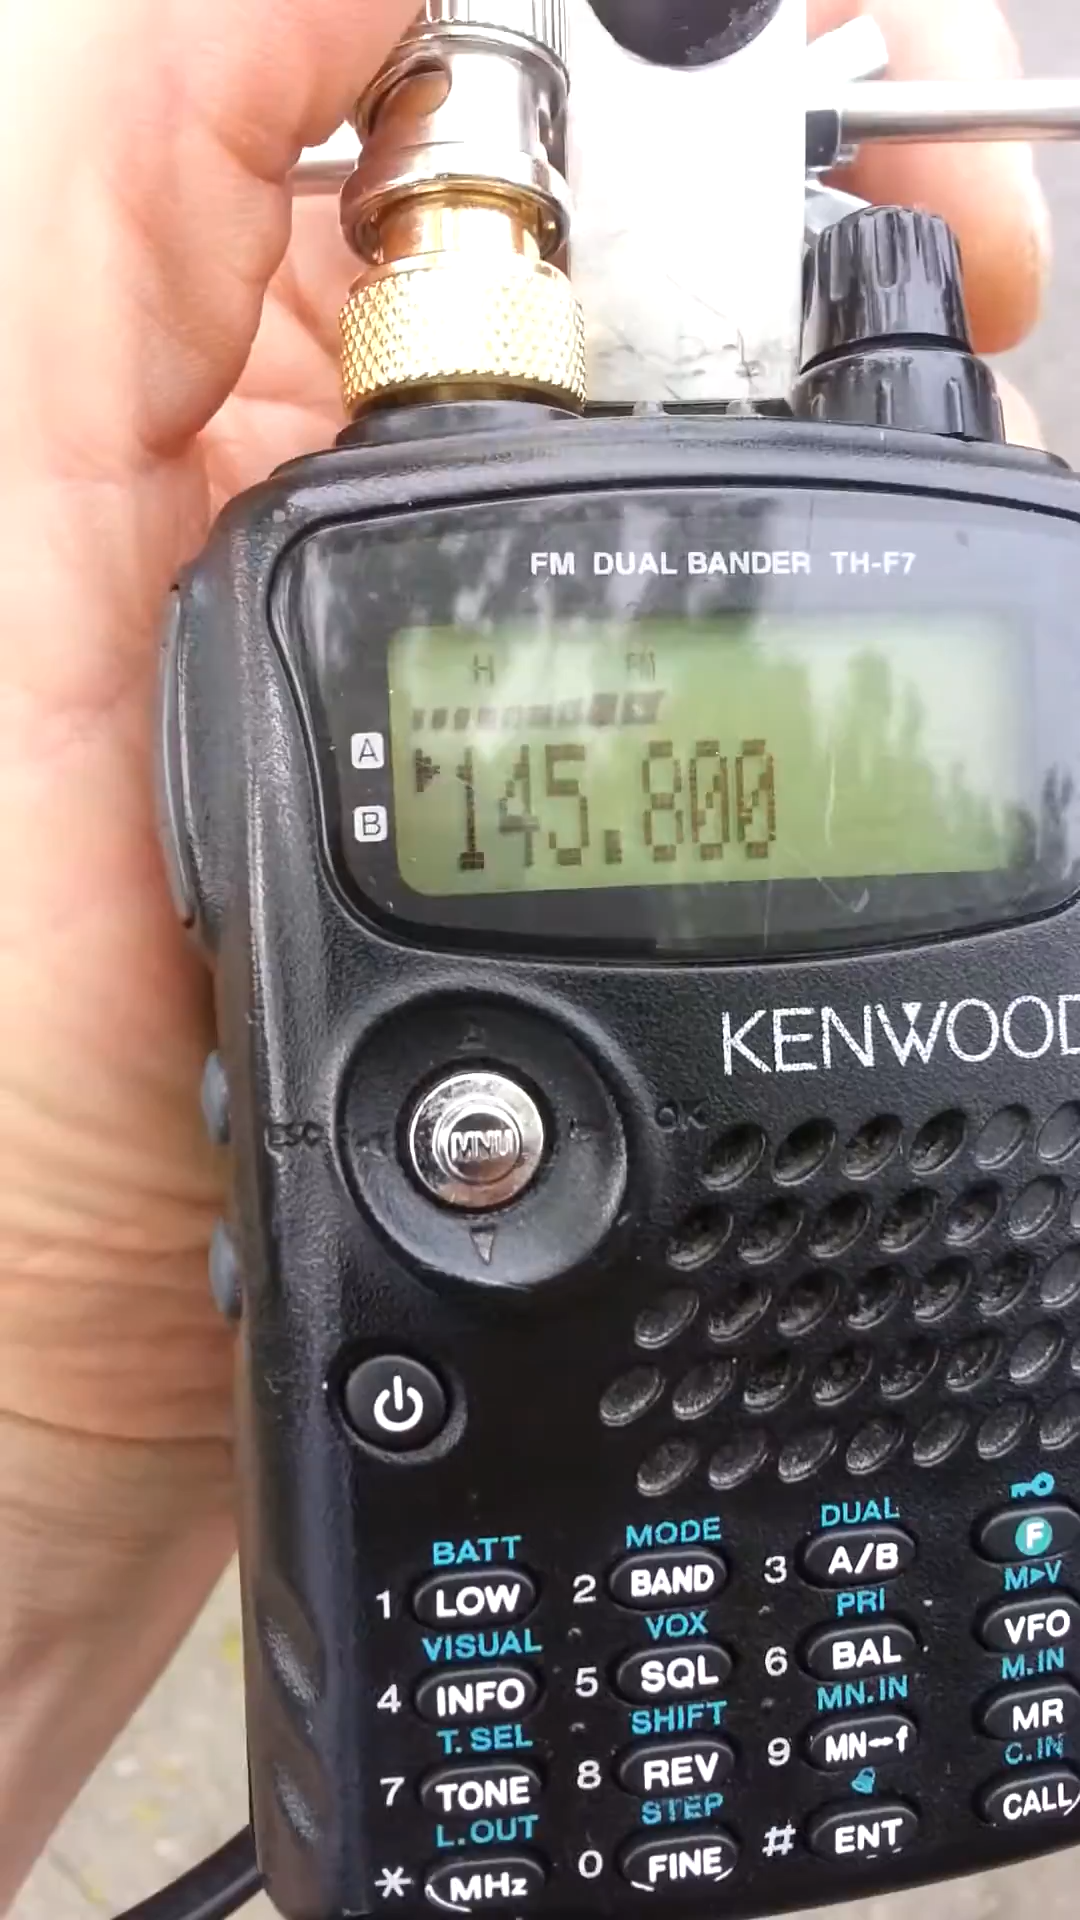 FM DUAL BANDER TH-F7
H FM
A
B
145.800
KENWOOD
ESC MNU OK
BATT MODE DUAL
1 LOW 2 BAND 3 A/B F
VISUAL VOX PRI M►V
4 INFO 5 SQL 6 BAL VFO
T.SEL SHIFT MN.IN M.IN
7 TONE 8 REV 9 MN↔f MR
L.OUT STEP C.IN
* MHz 0 FINE # ENT CALL